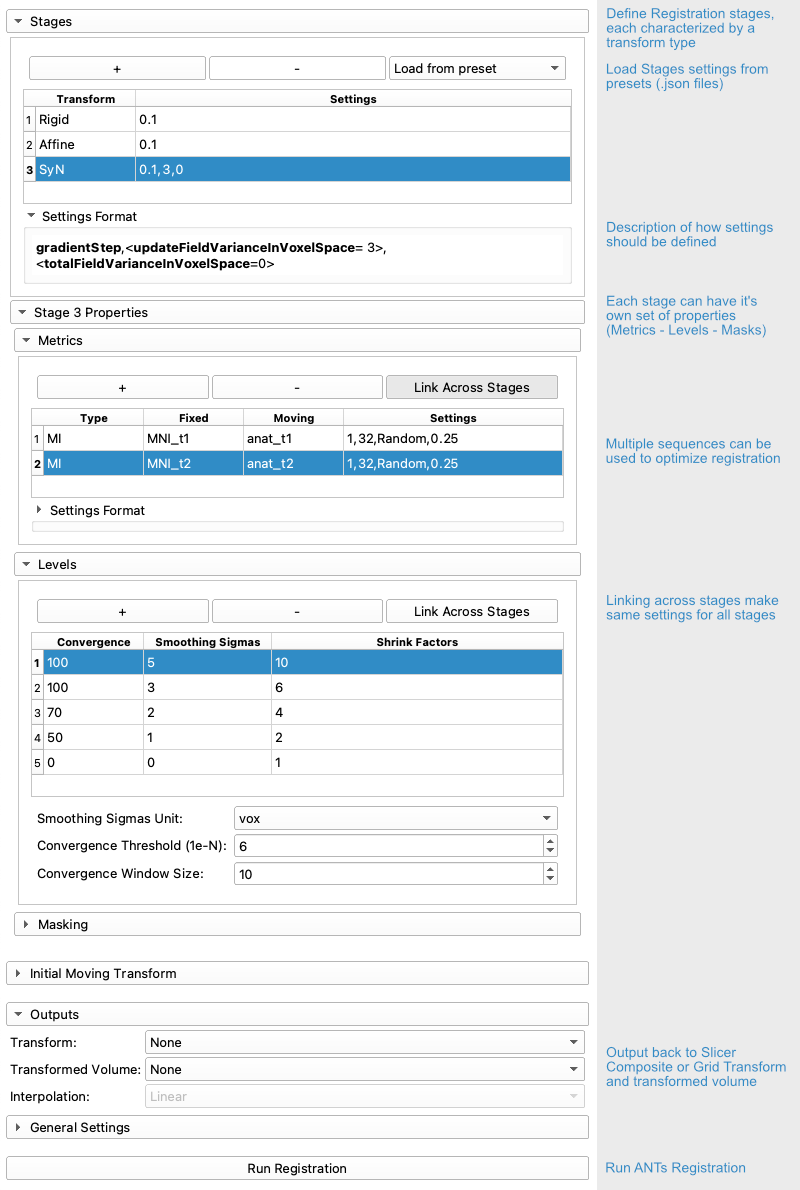 Stages
+ - Load from preset
Transform Settings
1 Rigid 0.1
2 Affine 0.1
3 SyN 0.1,3,0
Settings Format
gradientStep,<updateFieldVarianceInVoxelSpace= 3>,
<totalFieldVarianceInVoxelSpace=0>
Stage 3 Properties
Metrics
+ - Link Across Stages
Type Fixed Moving Settings
1 MI MNI_t1 anat_t1 1,32,Random,0.25
2 MI MNI_t2 anat_t2 1,32,Random,0.25
Settings Format
Levels
+ - Link Across Stages
Convergence Smoothing Sigmas Shrink Factors
1 100 5 10
2 100 3 6
3 70 2 4
4 50 1 2
5 0 0 1
Smoothing Sigmas Unit: vox
Convergence Threshold (1e-N): 6
Convergence Window Size: 10
Masking
Initial Moving Transform
Outputs
Transform: None
Transformed Volume: None
Interpolation: Linear
General Settings
Run Registration
Define Registration stages,
each characterized by a
transform type
Load Stages settings from
presets (.json files)
Description of how settings
should be defined
Each stage can have it's
own set of properties
(Metrics - Levels - Masks)
Multiple sequences can be
used to optimize registration
Linking across stages make
same settings for all stages
Output back to Slicer
Composite or Grid Transform
and transformed volume
Run ANTs Registration